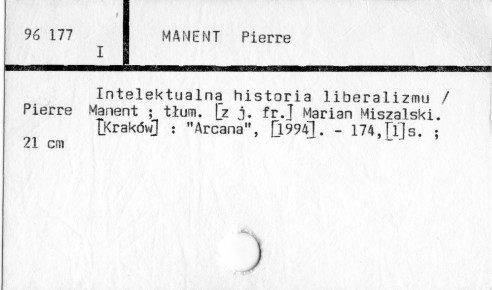 96 177 MANENT Pierre
I
Intelektualna historia liberalizmu /
Pierre Manent ; tłum. [z j. fr.] Marian Miszalski.
[Kraków] : "Arcana", [1994]. - 174,[1]s. ;
21 cm